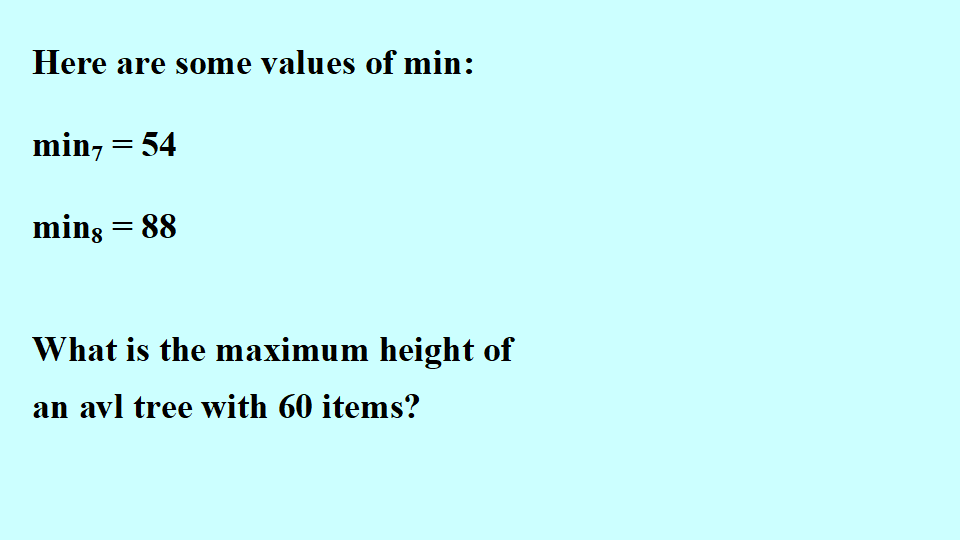 Here are some values of min:
min₇ = 54
min₈ = 88
What is the maximum height of
an avl tree with 60 items?